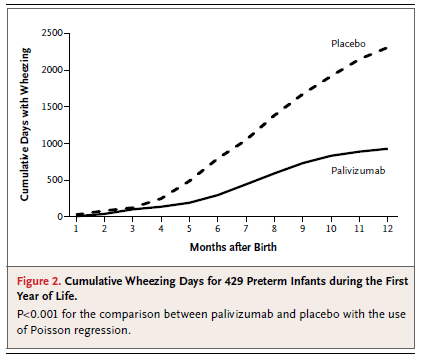 2500
Placebo
2000
1500
1000
Palivizumab
500
0
1 2 3 4 5 6 7 8 9 10 11 12
Cumulative Days with Wheezing
Months after Birth
Figure 2. Cumulative Wheezing Days for 429 Preterm Infants during the First
Year of Life.
P<0.001 for the comparison between palivizumab and placebo with the use
of Poisson regression.